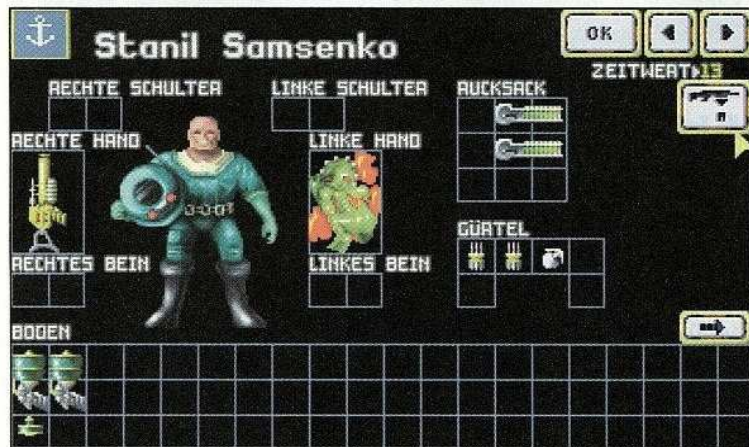 Stanil Samsenko
OK
ZEITWERT▸13
RECHTE SCHULTER
LINKE SCHULTER
RUCKSACK
RECHTE HAND
LINKE HAND
GÜRTEL
RECHTES BEIN
LINKES BEIN
BODEN